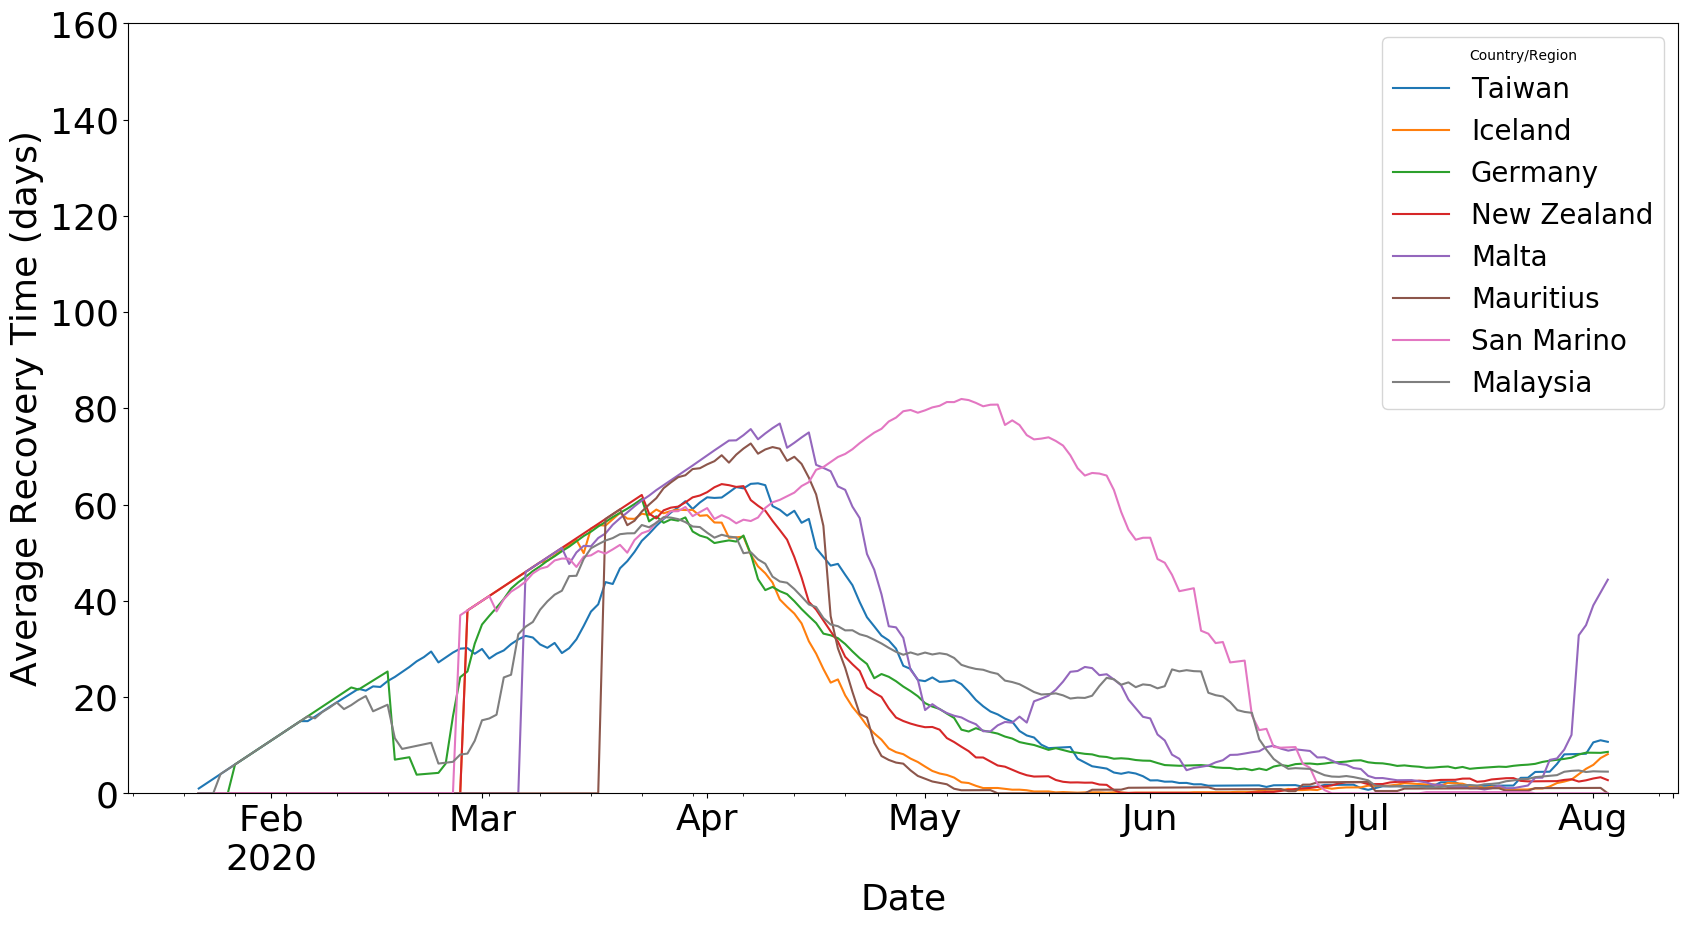 160
140
120
100
80
60
40
20
0
Average Recovery Time (days)
Country/Region
Taiwan
Iceland
Germany
New Zealand
Malta
Mauritius
San Marino
Malaysia
Feb Mar Apr May Jun Jul Aug
2020
Date